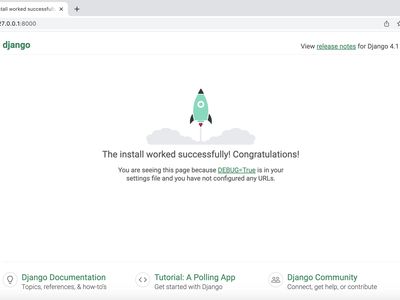 stall worked successfully!
27.0.0.1:8000
django
View release notes for Django 4.1
The install worked successfully! Congratulations!
You are seeing this page because DEBUG=True is in your
settings file and you have not configured any URLs.
Django Documentation
Topics, references, & how-to's
Tutorial: A Polling App
Get started with Django
Django Community
Connect, get help, or contribute